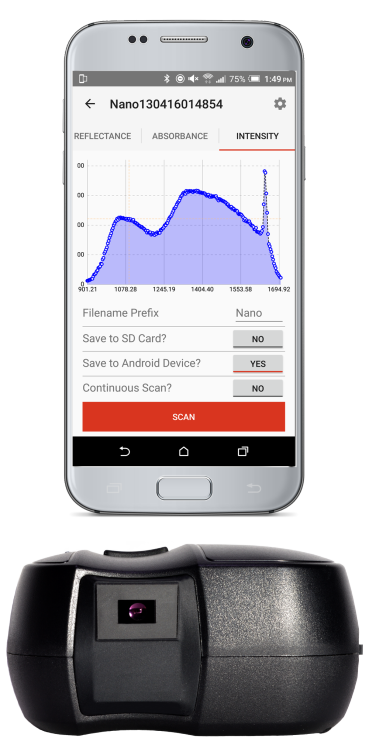 75% 1:49 PM
Nano130416014854
REFLECTANCE ABSORBANCE INTENSITY
00
00
00
00
0
901.21 1078.28 1245.19 1404.40 1553.58 1694.92
Filename Prefix Nano
Save to SD Card? NO
Save to Android Device? YES
Continuous Scan? NO
SCAN